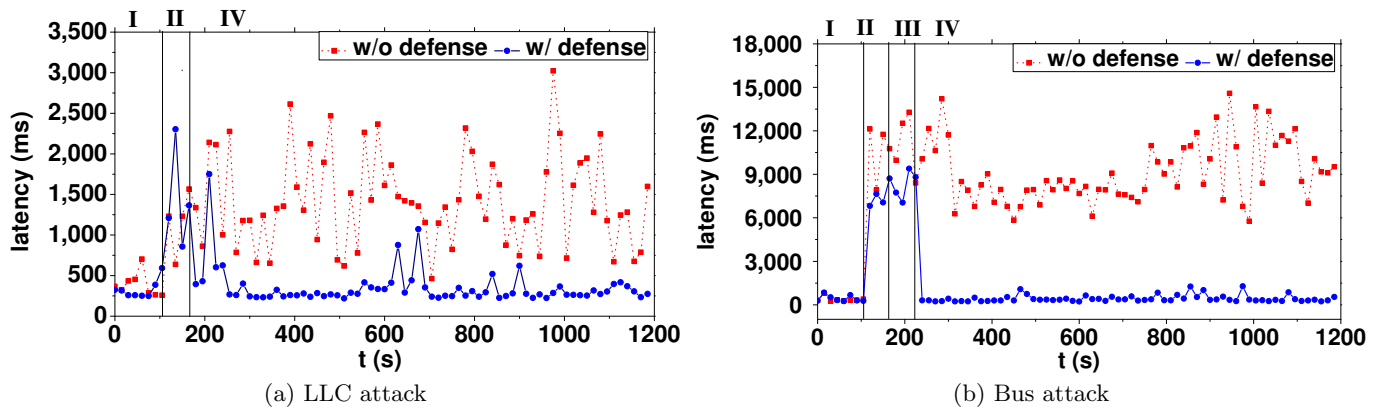 I II IV
3,500
3,000
2,500
2,000
1,500
1,000
500
0
latency (ms)
w/o defense w/ defense
0 200 400 600 800 1000 1200
t (s)
(a) LLC attack
I II III IV
18,000
15,000
12,000
9,000
6,000
3,000
0
latency (ms)
w/o defense w/ defense
0 200 400 600 800 1000 1200
t (s)
(b) Bus attack